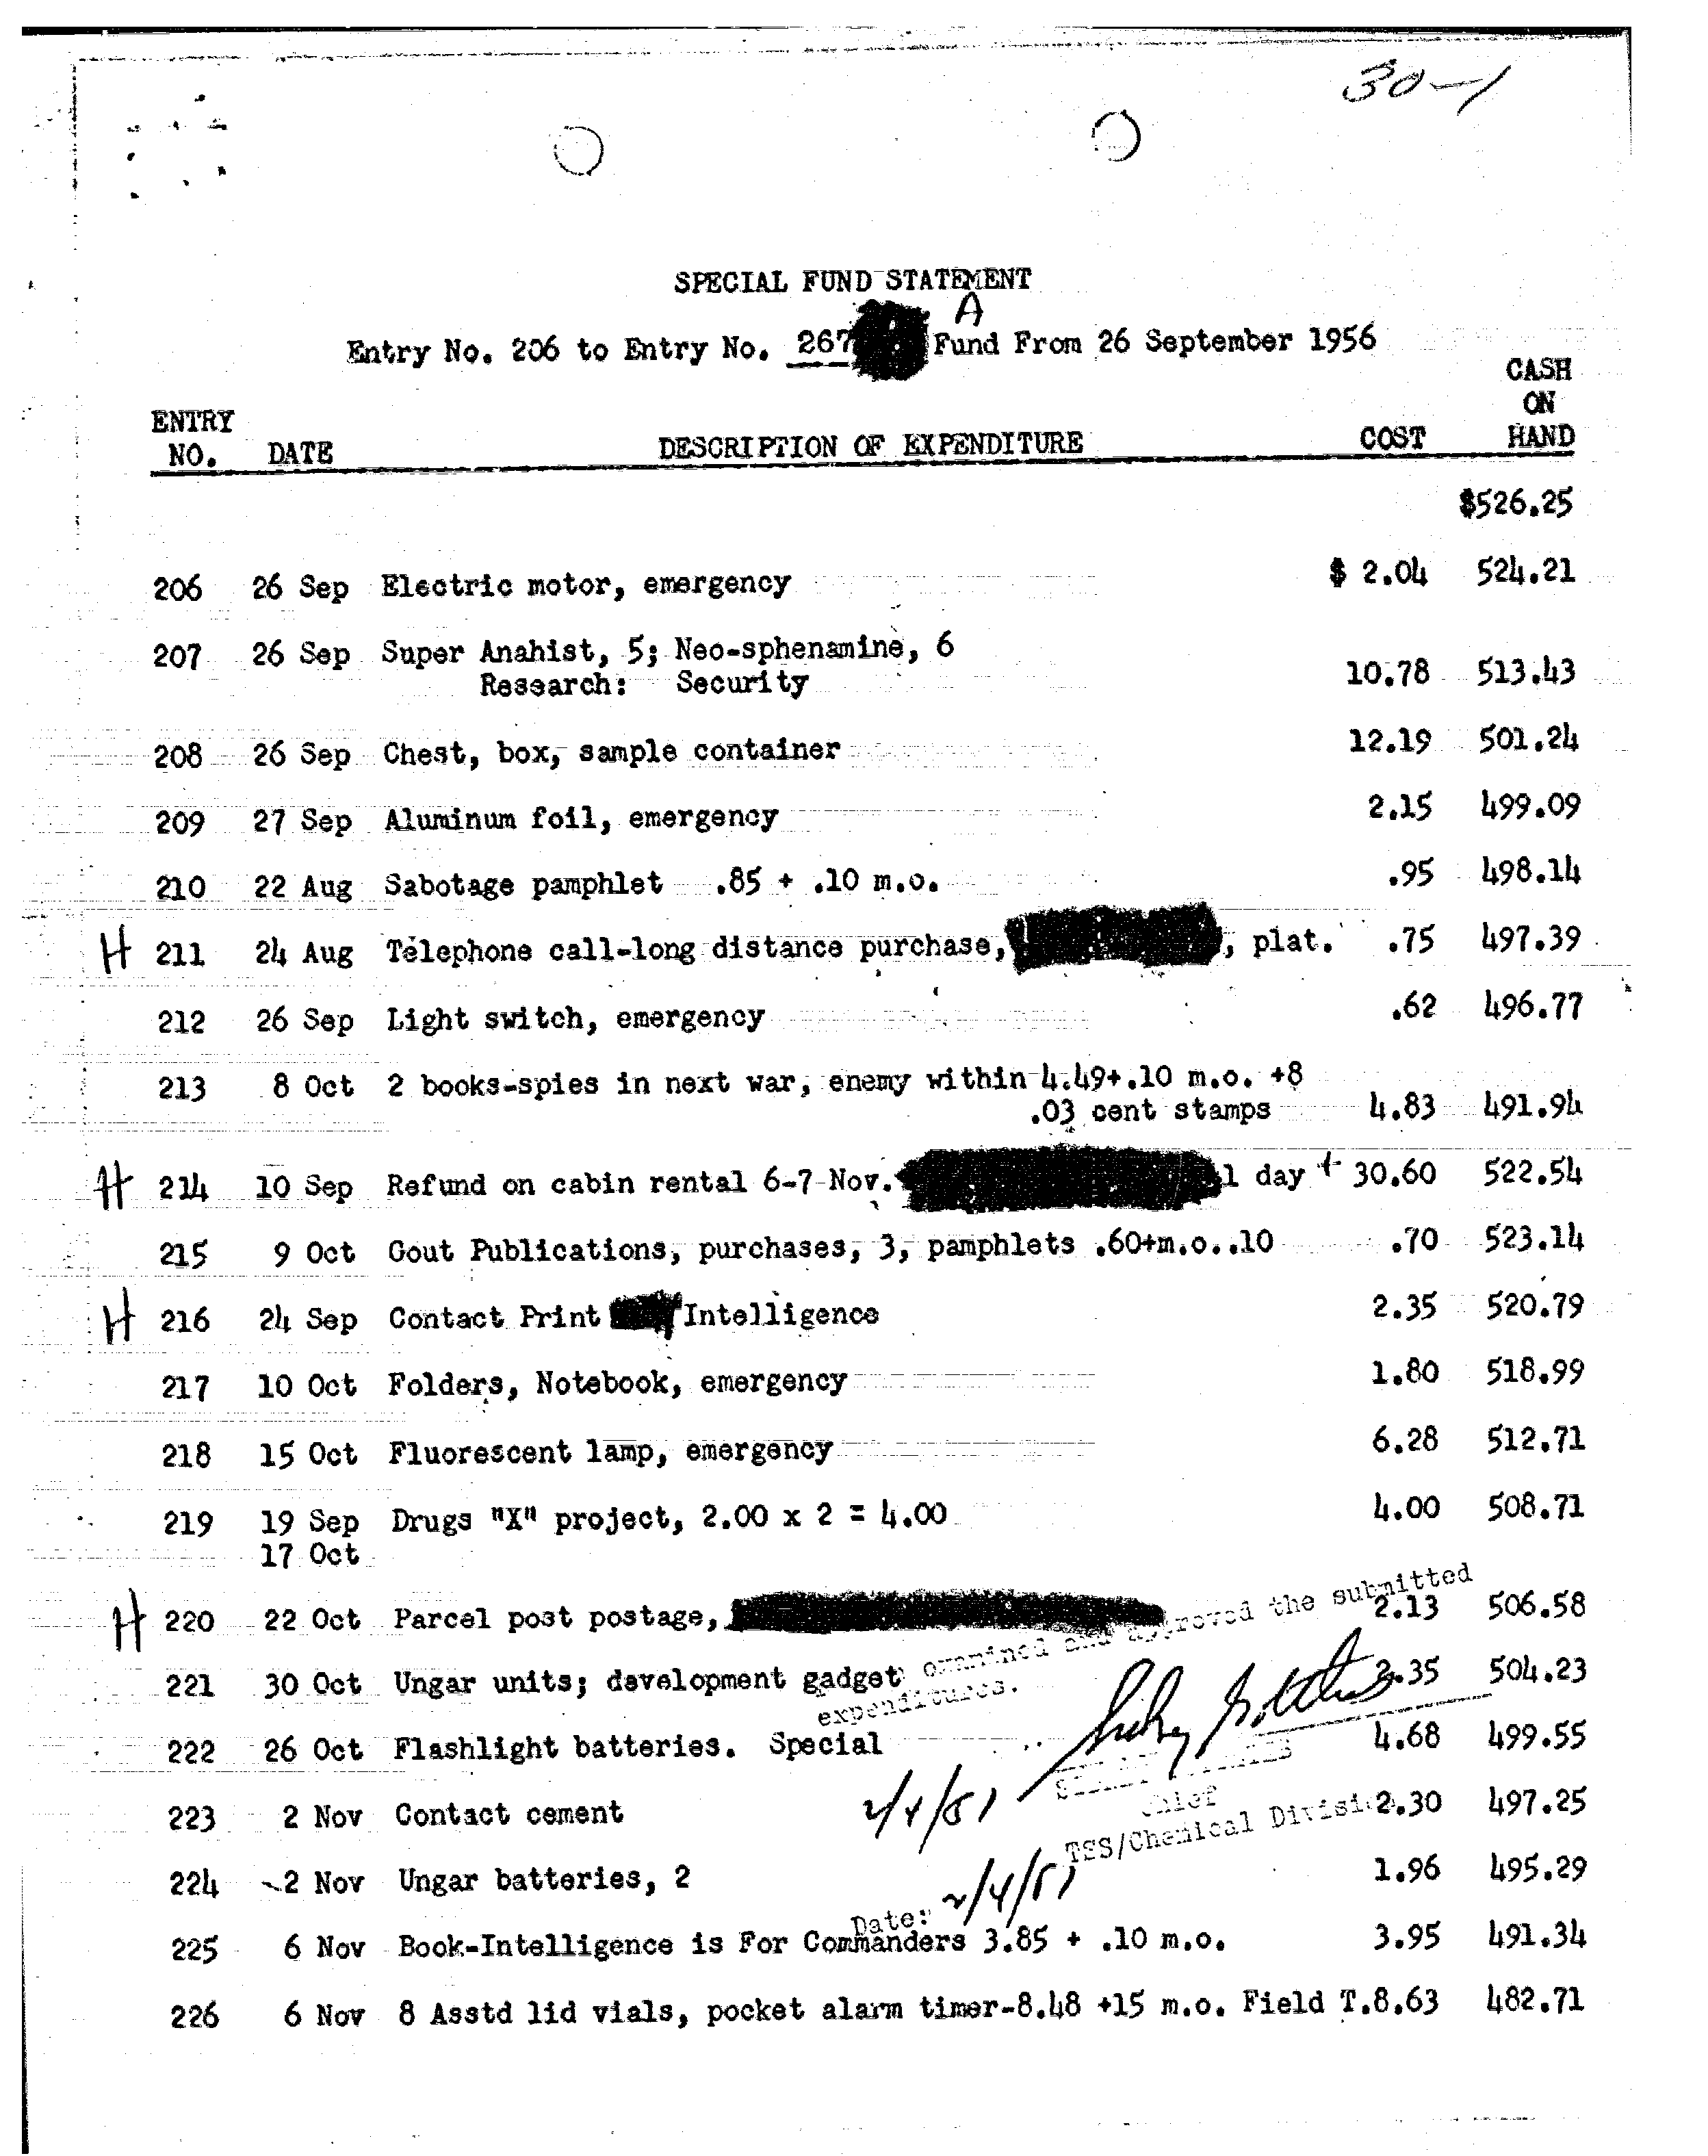 30-1
SPECIAL FUND STATEMENT
A
Entry No. 206 to Entry No. 267 Fund From 26 September 1956
CASH
ON
HAND
ENTRY
NO. DATE DESCRIPTION OF EXPENDITURE COST
$526.25
206 26 Sep Electric motor, emergency $ 2.04 524.21
207 26 Sep Super Anahist, 5; Neo-sphenamine, 6
Research: Security 10.78 513.43
208 26 Sep Chest, box, sample container 12.19 501.24
209 27 Sep Aluminum foil, emergency 2.15 499.09
210 22 Aug Sabotage pamphlet .85 + .10 m.o. .95 498.14
H 211 24 Aug Telephone call-long distance purchase, , plat. .75 497.39
212 26 Sep Light switch, emergency .62 496.77
213 8 Oct 2 books-spies in next war, enemy within 4.49+.10 m.o. +8
.03 cent stamps 4.83 491.94
H 214 10 Sep Refund on cabin rental 6-7 Nov. 1 day + 30.60 522.54
215 9 Oct Gout Publications, purchases, 3, pamphlets .60+m.o..10 .70 523.14
H 216 24 Sep Contact Print Intelligence 2.35 520.79
217 10 Oct Folders, Notebook, emergency 1.80 518.99
218 15 Oct Fluorescent lamp, emergency 6.28 512.71
219 19 Sep Drugs "X" project, 2.00 x 2 = 4.00 4.00 508.71
17 Oct
H 220 22 Oct Parcel post postage, 2.13 506.58
examined and approved the submitted
expenditures.
221 30 Oct Ungar units; development gadget 2.35 504.23
222 26 Oct Flashlight batteries. Special 4.68 499.55
2/4/57
Chief
TSS/Chemical Division
223 2 Nov Contact cement 2.30 497.25
224 2 Nov Ungar batteries, 2 1.96 495.29
Date: 2/4/57
225 6 Nov Book-Intelligence is For Commanders 3.85 + .10 m.o. 3.95 491.34
226 6 Nov 8 Asstd lid vials, pocket alarm timer-8.48 +15 m.o. Field T.8.63 482.71